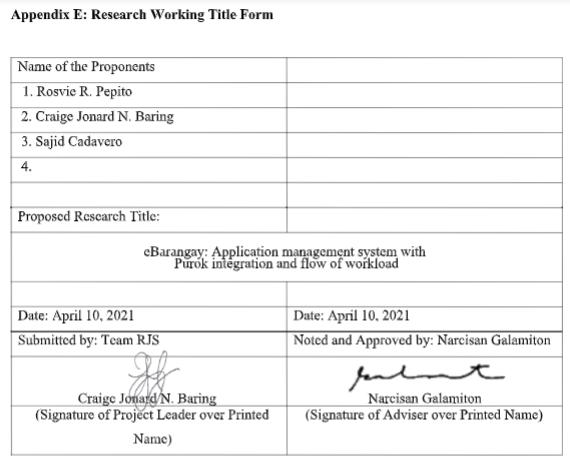 Appendix E: Research Working Title Form
Name of the Proponents
1. Rosvie R. Pepito
2. Craige Jonard N. Baring
3. Sajid Cadavero
4.
Proposed Research Title:
eBarangay: Application management system with
Purok integration and flow of workload
Date: April 10, 2021
Date: April 10, 2021
Submitted by: Team RJS
Noted and Approved by: Narcisan Galamiton
Craige Jonard N. Baring
(Signature of Project Leader over Printed
Name)
Narcisan Galamiton
(Signature of Adviser over Printed Name)